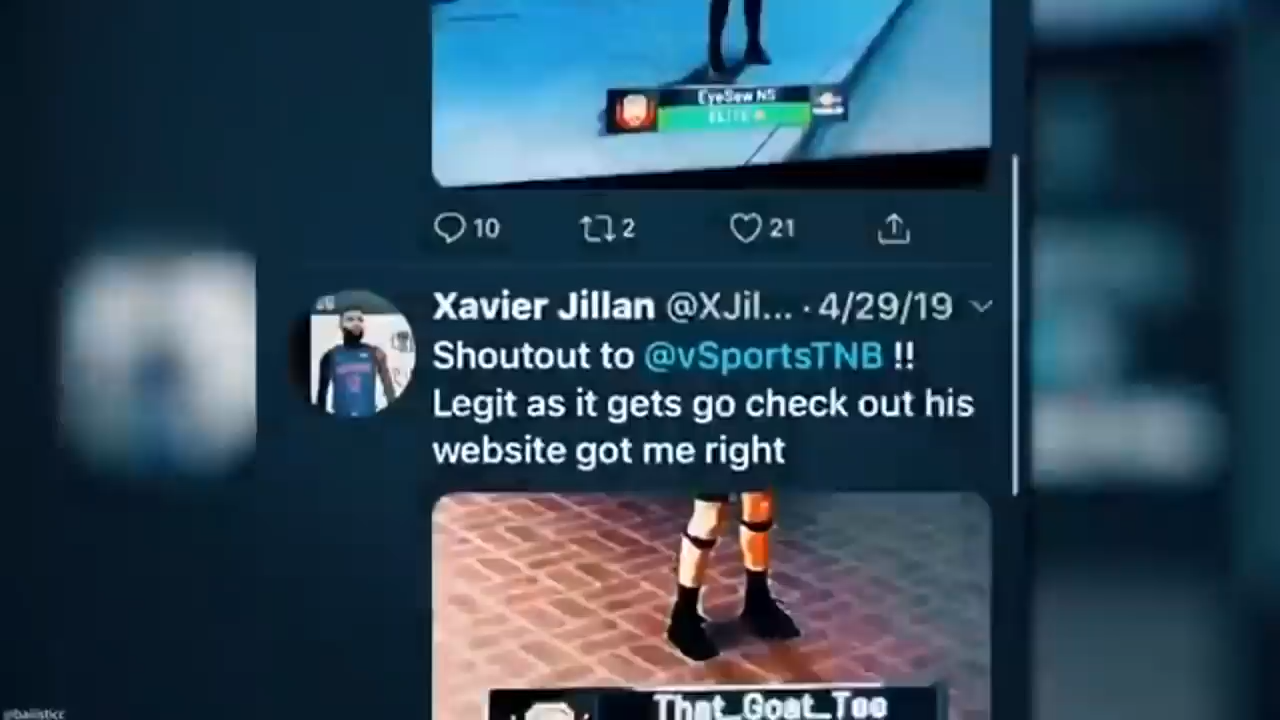 EyeSew NS
ELITE
10 2 21
Xavier Jillan @XJil... · 4/29/19
Shoutout to @vSportsTNB !!
Legit as it gets go check out his
website got me right
That_Goat_Too
@ballisticc